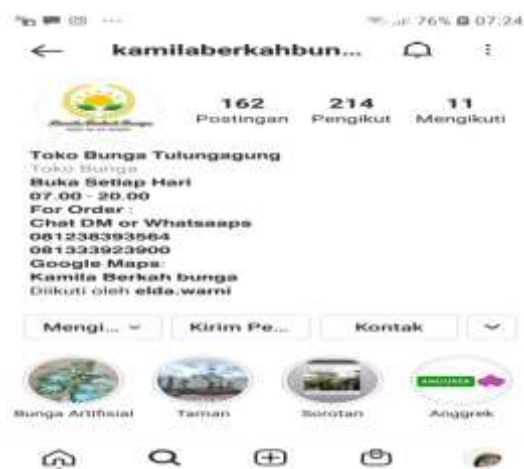 76% 07:24
kamilaberkahbun...
162 214 11
Postingan Pengikut Mengikuti
Toko Bunga Tulungagung
Toko Bunga
Buka Setiap Hari
07.00 - 20.00
For Order :
Chat DM or Whatsaaps
081238393564
081333923900
Google Maps:
Kamila Berkah bunga
Diikuti oleh elda.warni
Mengi... Kirim Pe... Kontak
Bunga Artifisial Taman Sorotan Anggrek